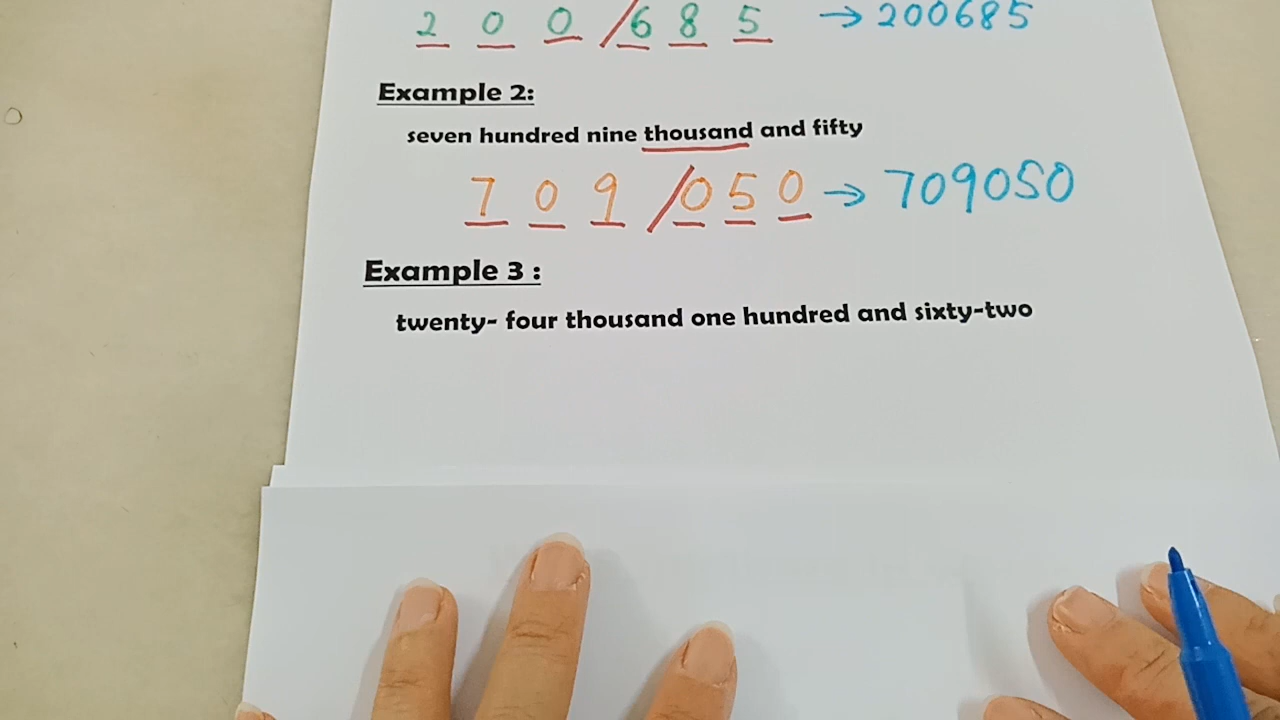 2 0 0 / 6 8 5 → 200685
Example 2:
seven hundred nine thousand and fifty
7 0 9 / 0 5 0 → 709050
Example 3 :
twenty- four thousand one hundred and sixty-two